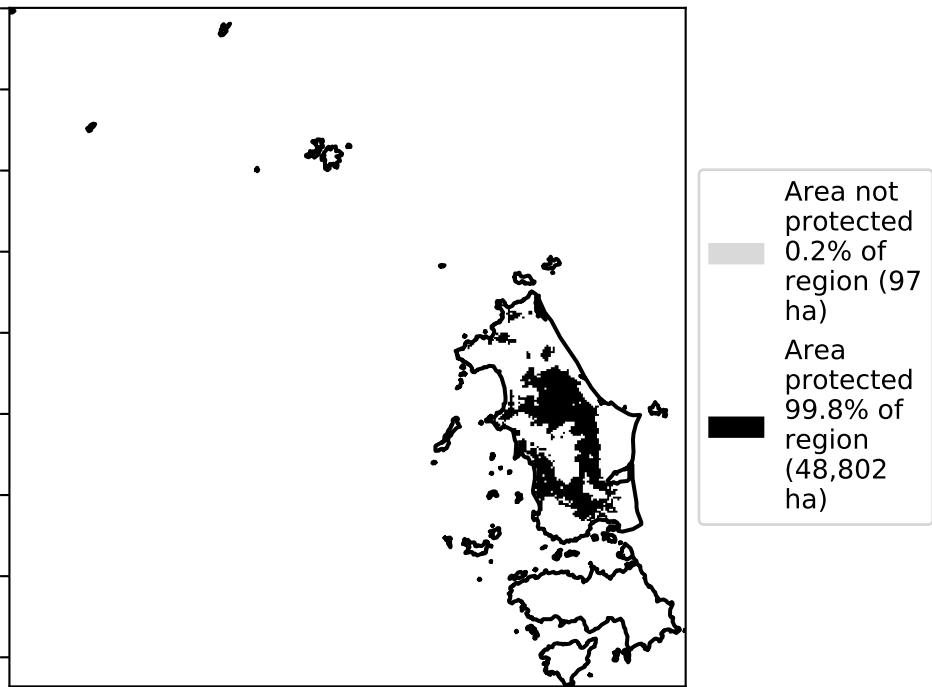 Area not
protected
0.2% of
region (97
ha)
Area
protected
99.8% of
region
(48,802
ha)